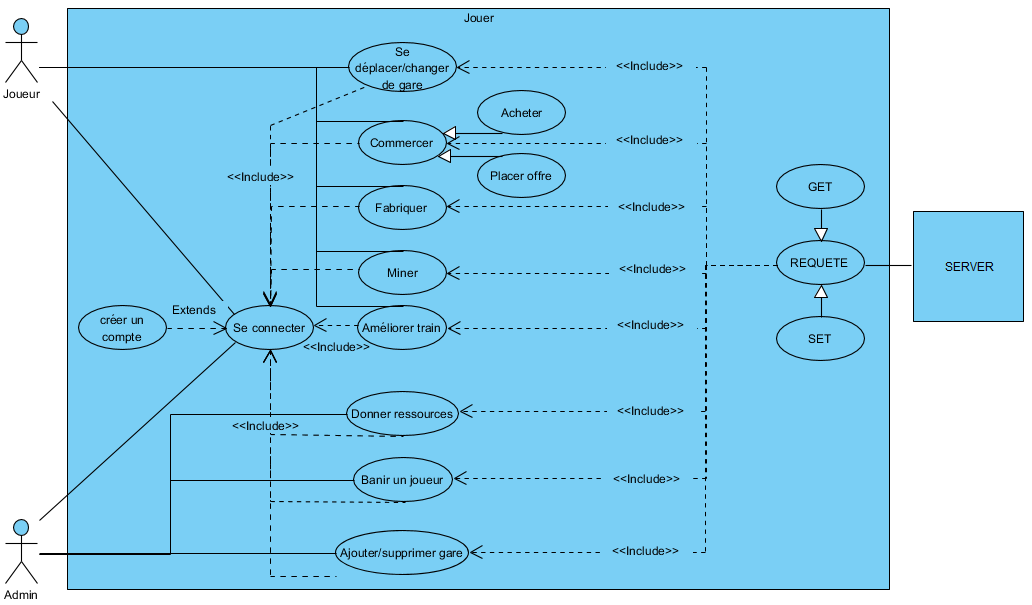 Jouer
Joueur
Se
déplacer/changer
de gare
<<Include>>
Acheter
Commercer
<<Include>>
Placer offre
<<Include>>
Fabriquer
<<Include>>
GET
Miner
<<Include>>
REQUETE
SERVER
Extends
créer un
compte
Se connecter
Améliorer train
<<Include>>
<<Include>>
SET
Donner ressources
<<Include>>
<<Include>>
Banir un joueur
<<Include>>
Ajouter/supprimer gare
<<Include>>
Admin